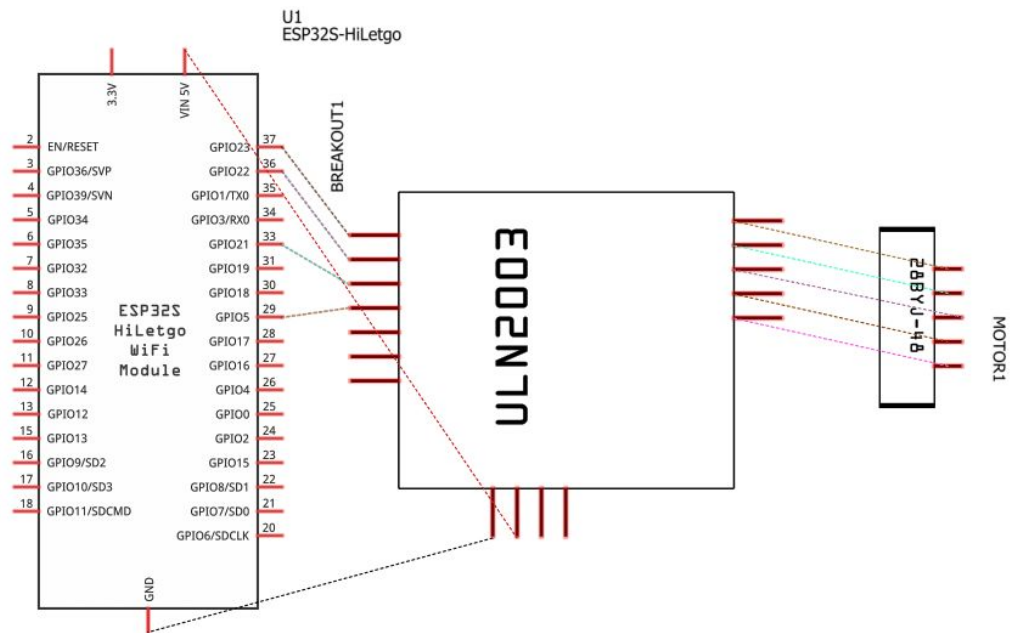 U1
ESP32S-HiLetgo
3.3V
VIN 5V
2 EN/RESET
3 GPIO36/SVP
4 GPIO39/SVN
5 GPIO34
6 GPIO35
7 GPIO32
8 GPIO33
9 GPIO25
10 GPIO26
11 GPIO27
12 GPIO14
13 GPIO12
15 GPIO13
16 GPIO9/SD2
17 GPIO10/SD3
18 GPIO11/SDCMD
ESP32S
HiLetgo
WiFi
Module
GPIO23 37
GPIO22 36
GPIO1/TX0 35
GPIO3/RX0 34
GPIO21 33
GPIO19 31
GPIO18 30
GPIO5 29
GPIO17 28
GPIO16 27
GPIO4 26
GPIO0 25
GPIO2 24
GPIO15 23
GPIO8/SD1 22
GPIO7/SD0 21
GPIO6/SDCLK 20
GND
BREAKOUT1
ULN2003
28BYJ-48
MOTOR1